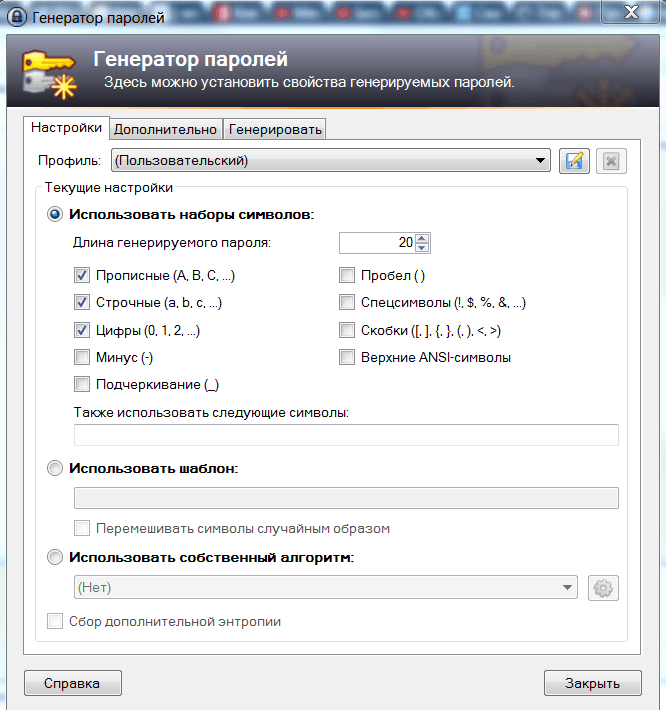 Генератор паролей
Генератор паролей
Здесь можно установить свойства генерируемых паролей.
Настройки Дополнительно Генерировать
Профиль: (Пользовательский)
Текущие настройки
Использовать наборы символов:
Длина генерируемого пароля: 20
Прописные (A, B, C, ...) Пробел ( )
Строчные (a, b, c, ...) Спецсимволы (!, $, %, &, ...)
Цифры (0, 1, 2, ...) Скобки ([, ], {, }, (, ), <, >)
Минус (-) Верхние ANSI-символы
Подчеркивание (_)
Также использовать следующие символы:
Использовать шаблон:
Перемешивать символы случайным образом
Использовать собственный алгоритм:
(Нет)
Сбор дополнительной энтропии
Справка Закрыть